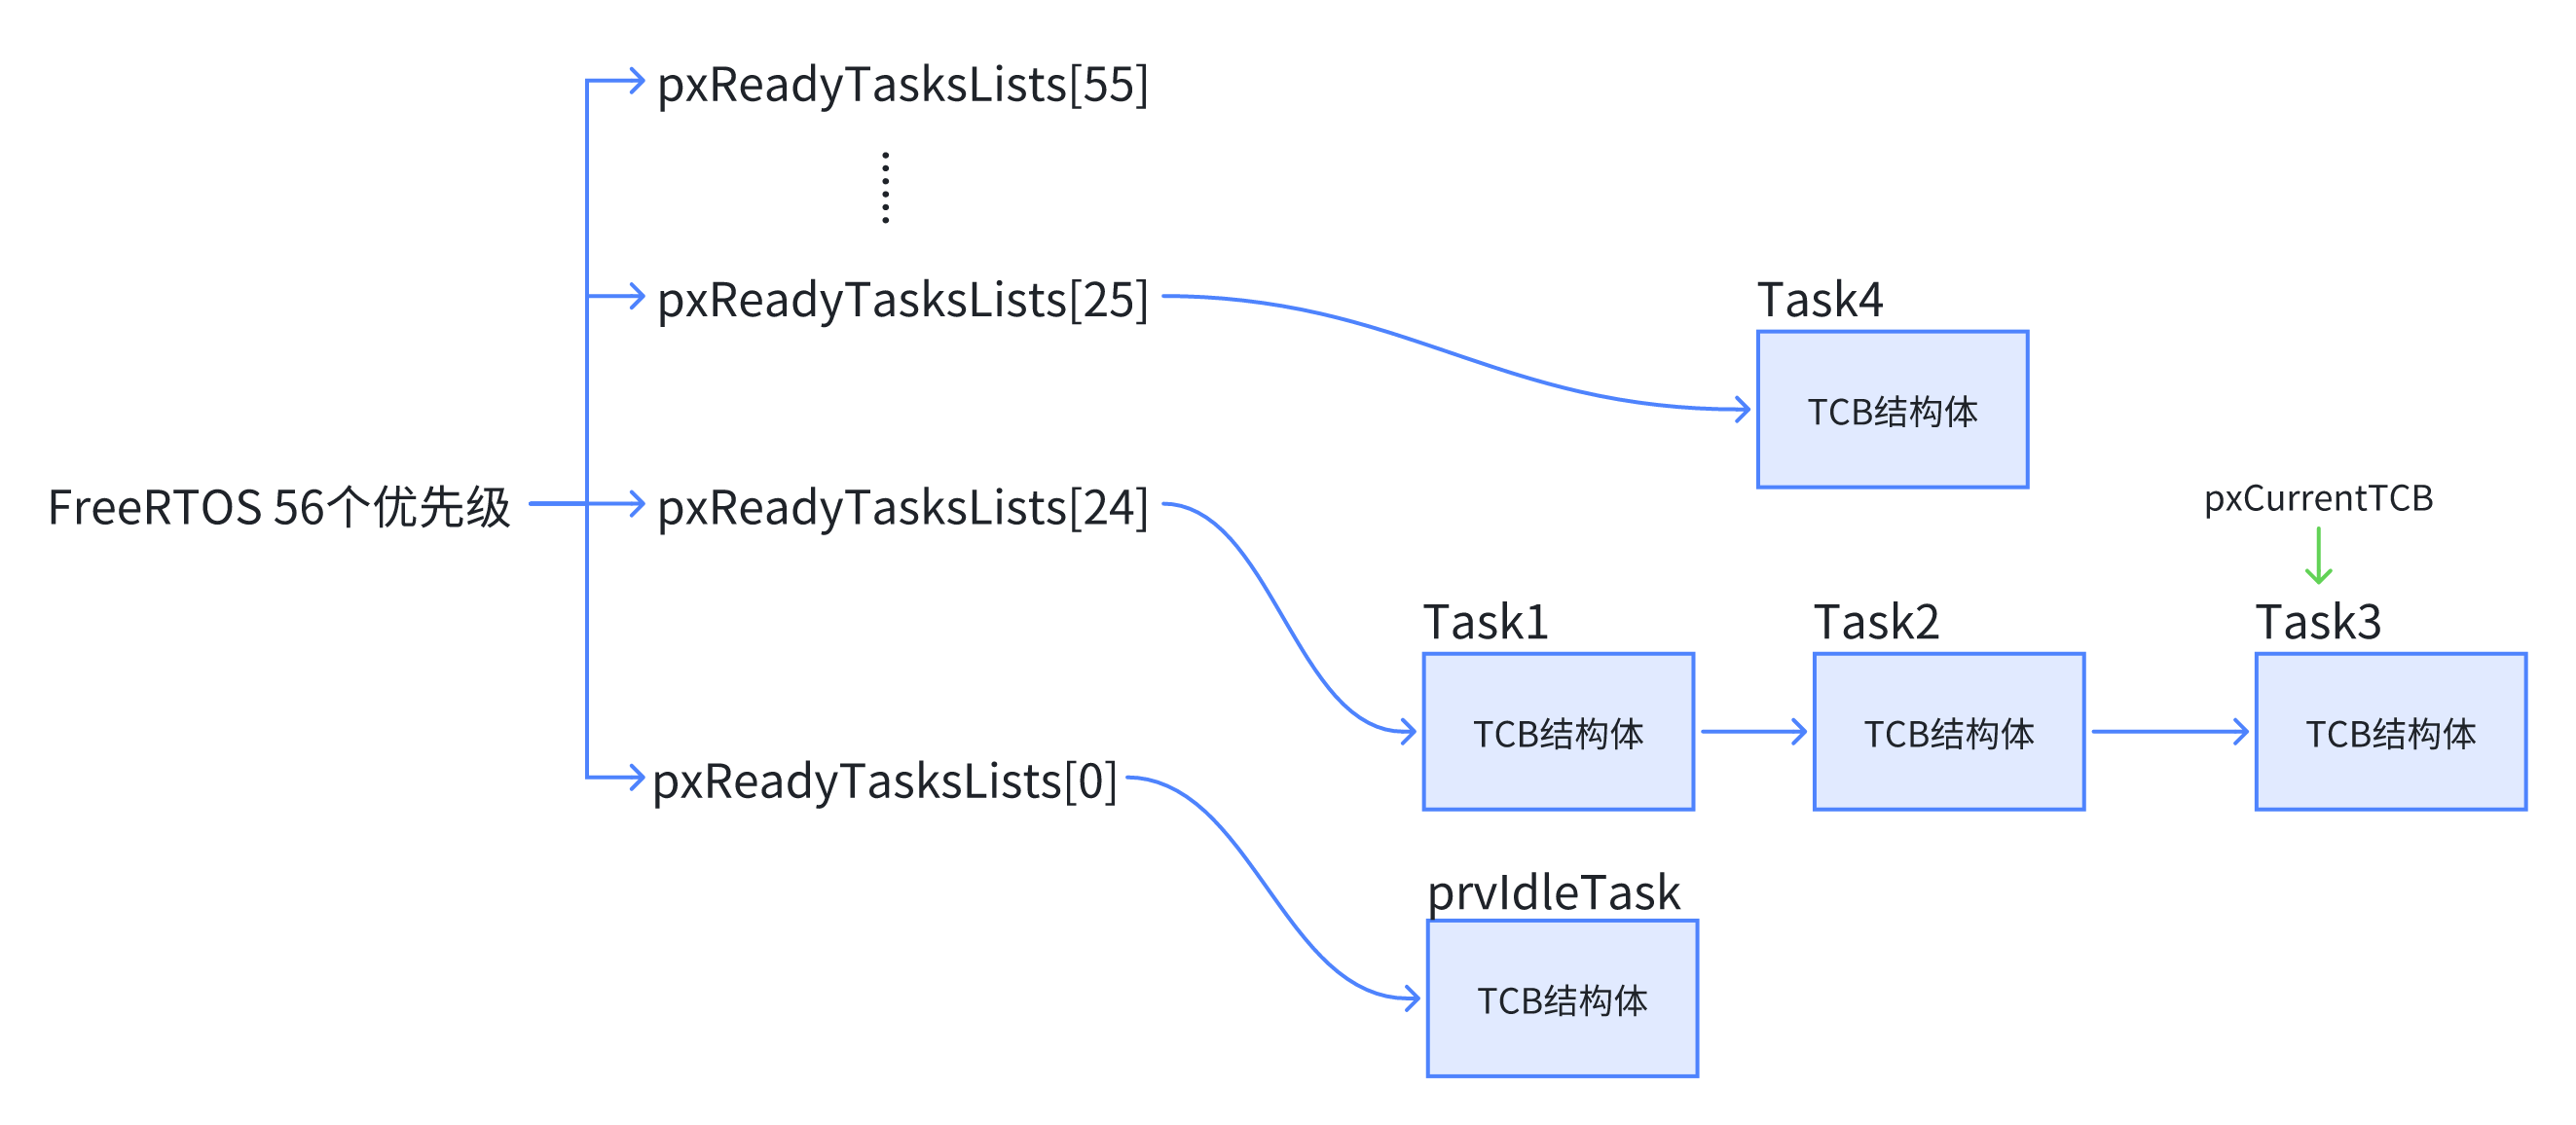 pxReadyTasksLists[55]
pxReadyTasksLists[25]
Task4
TCB结构体
FreeRTOS 56个优先级
pxReadyTasksLists[24]
pxCurrentTCB
Task1
Task2
Task3
TCB结构体
TCB结构体
TCB结构体
pxReadyTasksLists[0]
prvIdleTask
TCB结构体